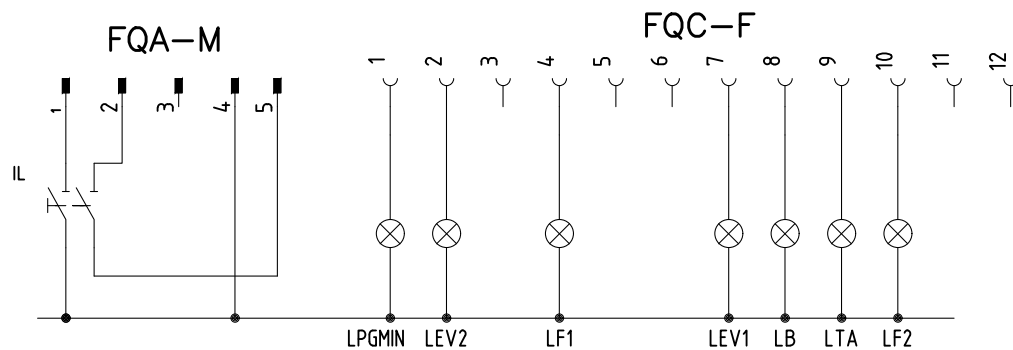 FQA-M
FQC-F
1 2 3 4 5
1 2 3 4 5 6 7 8 9 10 11 12
IL
LPGMIN LEV2 LF1 LEV1 LB LTA LF2